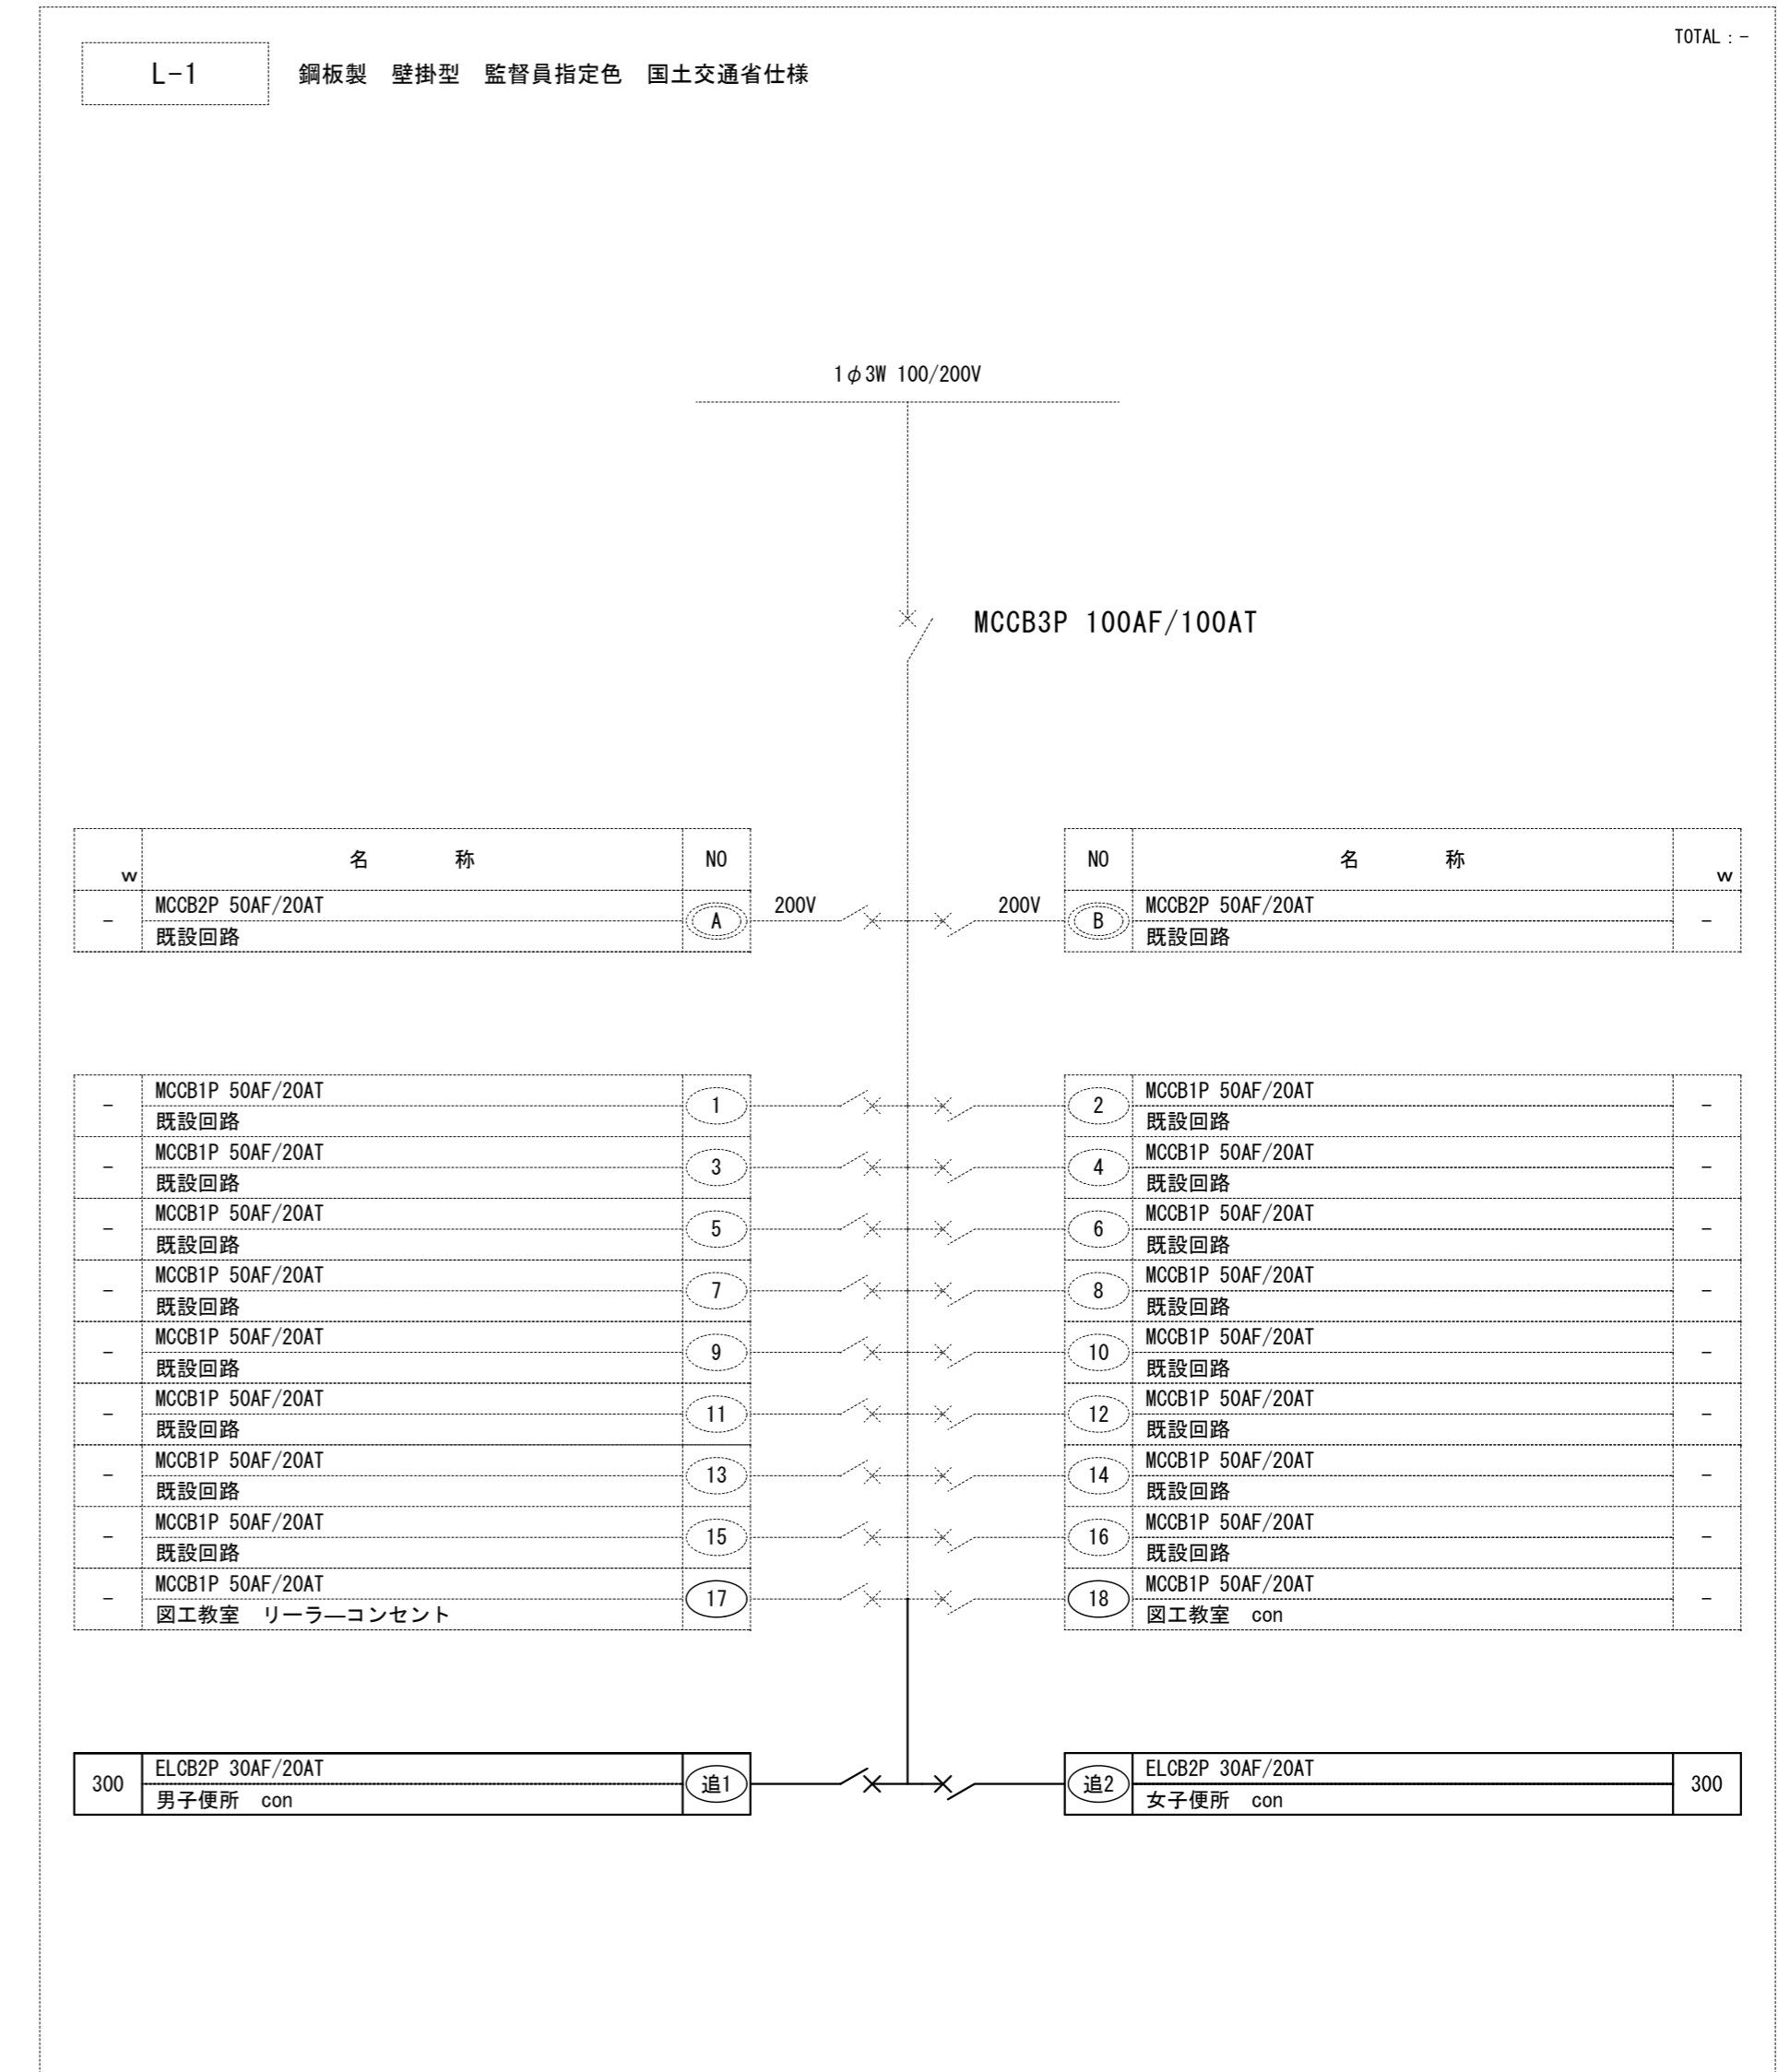 TOTAL：-
L-1 鋼板製 壁掛型 監督員指定色 国土交通省仕様
1φ3W 100/200V
MCCB3P 100AF/100AT
W 名 称 NO NO 名 称 W
- MCCB2P 50AF/20AT 既設回路 A 200V 200V B MCCB2P 50AF/20AT 既設回路 -
- MCCB1P 50AF/20AT 既設回路 1 2 MCCB1P 50AF/20AT 既設回路 -
- MCCB1P 50AF/20AT 既設回路 3 4 MCCB1P 50AF/20AT 既設回路 -
- MCCB1P 50AF/20AT 既設回路 5 6 MCCB1P 50AF/20AT 既設回路 -
- MCCB1P 50AF/20AT 既設回路 7 8 MCCB1P 50AF/20AT 既設回路 -
- MCCB1P 50AF/20AT 既設回路 9 10 MCCB1P 50AF/20AT 既設回路 -
- MCCB1P 50AF/20AT 既設回路 11 12 MCCB1P 50AF/20AT 既設回路 -
- MCCB1P 50AF/20AT 既設回路 13 14 MCCB1P 50AF/20AT 既設回路 -
- MCCB1P 50AF/20AT 既設回路 15 16 MCCB1P 50AF/20AT 既設回路 -
- MCCB1P 50AF/20AT 図工教室 リーラ―コンセント 17 18 MCCB1P 50AF/20AT 図工教室 con -
300 ELCB2P 30AF/20AT 男子便所 con 追1 追2 ELCB2P 30AF/20AT 女子便所 con 300